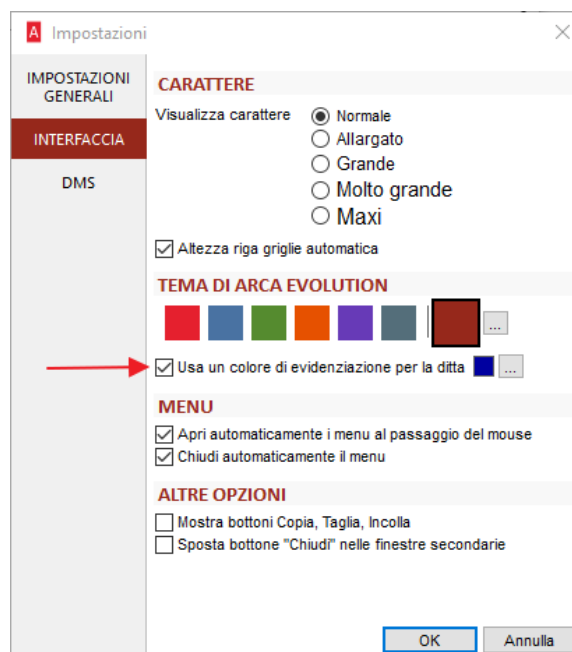 A Impostazioni
IMPOSTAZIONI
GENERALI
INTERFACCIA
DMS
CARATTERE
Visualizza carattere
Normale
Allargato
Grande
Molto grande
Maxi
Altezza riga griglie automatica
TEMA DI ARCA EVOLUTION
...
Usa un colore di evidenziazione per la ditta
...
MENU
Apri automaticamente i menu al passaggio del mouse
Chiudi automaticamente il menu
ALTRE OPZIONI
Mostra bottoni Copia, Taglia, Incolla
Sposta bottone "Chiudi" nelle finestre secondarie
OK
Annulla